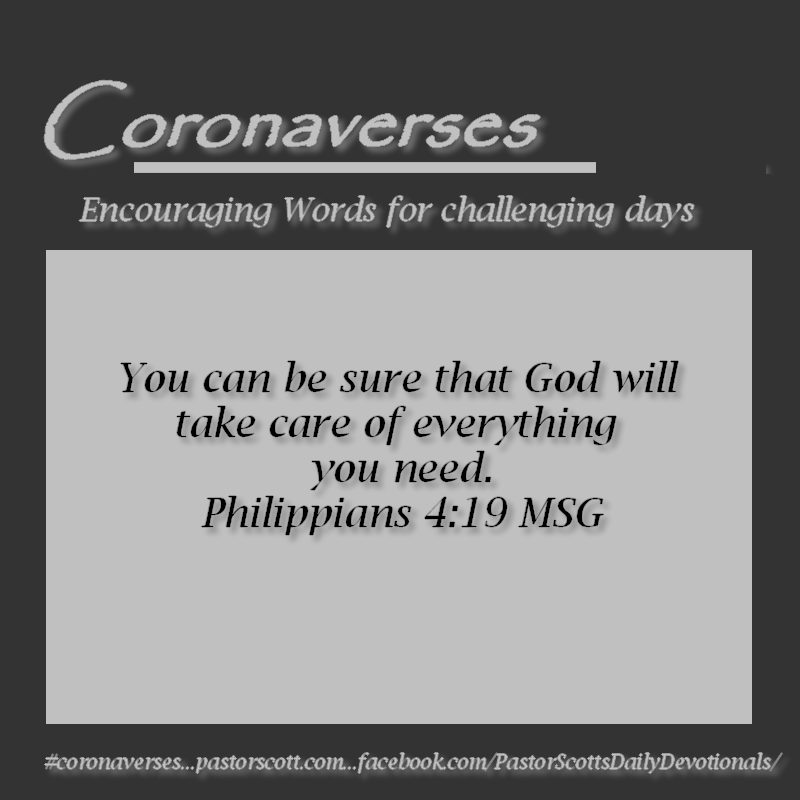 Coronaverses
Encouraging Words for challenging days
You can be sure that God will
take care of everything
you need.
Philippians 4:19 MSG
#coronaverses...pastorscott.com...facebook.com/PastorScottsDailyDevotionals/